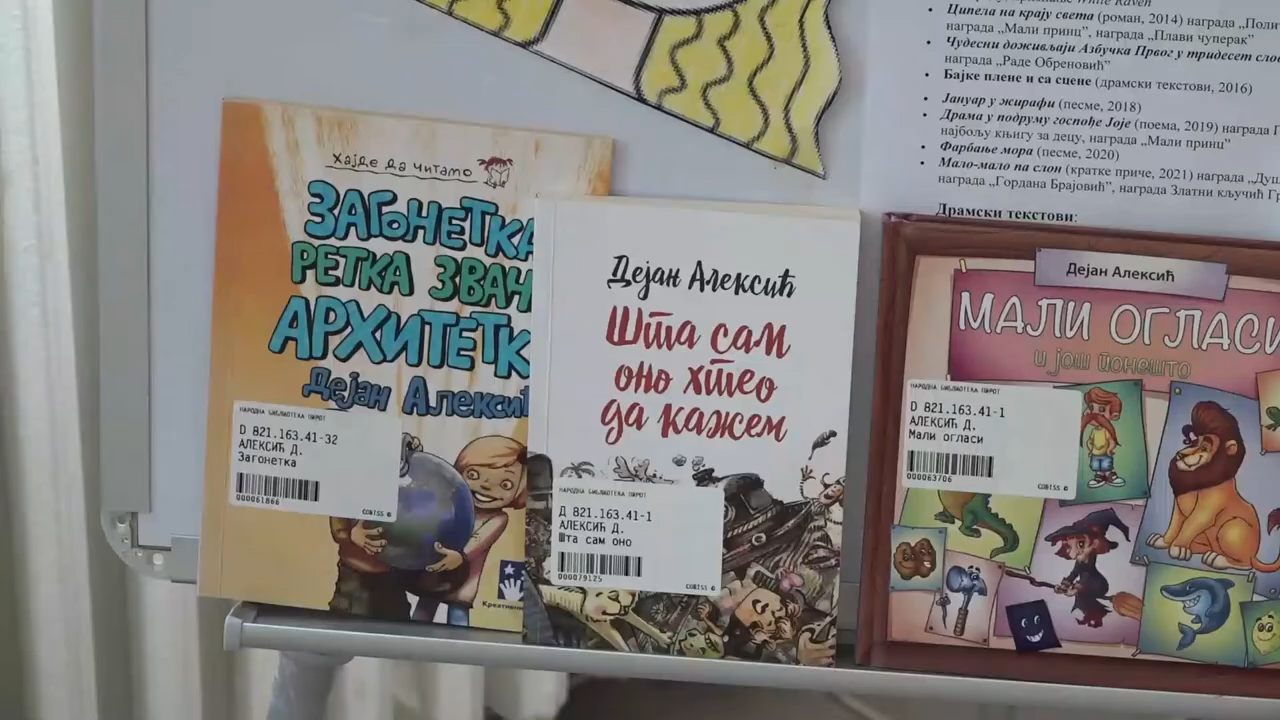 White Raven
Ципела на крају света (роман, 2014) награда „Поли
награда „Мали принц”, награда „Плави чуперак”
Чудесни доживљаји Азбучка Првог у тридесет слов
награда „Раде Обреновић”
Бајке плене и са сцене (драмски текстови, 2016)
Јануар у жирафи (песме, 2018)
Драма у подруму госпође Јоје (поема, 2019) награда
најбољу књигу за децу, награда „Мали принц”
Фарбање мора (песме, 2020)
Мало-мало па слон (кратке приче, 2021) награда „Душ
награда „Гордана Брајовић”, награда Златни кључић
Драмски текстови:
Хајде да читамо
ЗАГОНЕТКА
РЕТКА ЗВАЧ
АРХИТЕТК
Дејан Алексић
НАРОДНА БИБЛИОТЕКА ПИРОТ
D 821.163.41-32
АЛЕКСИЋ Д.
Загонетка
000061866
COBISS ©
Креативни
Дејан Алексић
Шта сам
оно хтео
да кажем
НАРОДНА БИБЛИОТЕКА ПИРОТ
Д 821.163.41-1
АЛЕКСИЋ Д.
Шта сам оно
000079125
COBISS ©
Дејан Алексић
МАЛИ ОГЛАСИ
и још понешто
НАРОДНА БИБЛИОТЕКА ПИРОТ
D 821.163.41-1
АЛЕКСИЋ Д.
Мали огласи
000063706
COBISS ©